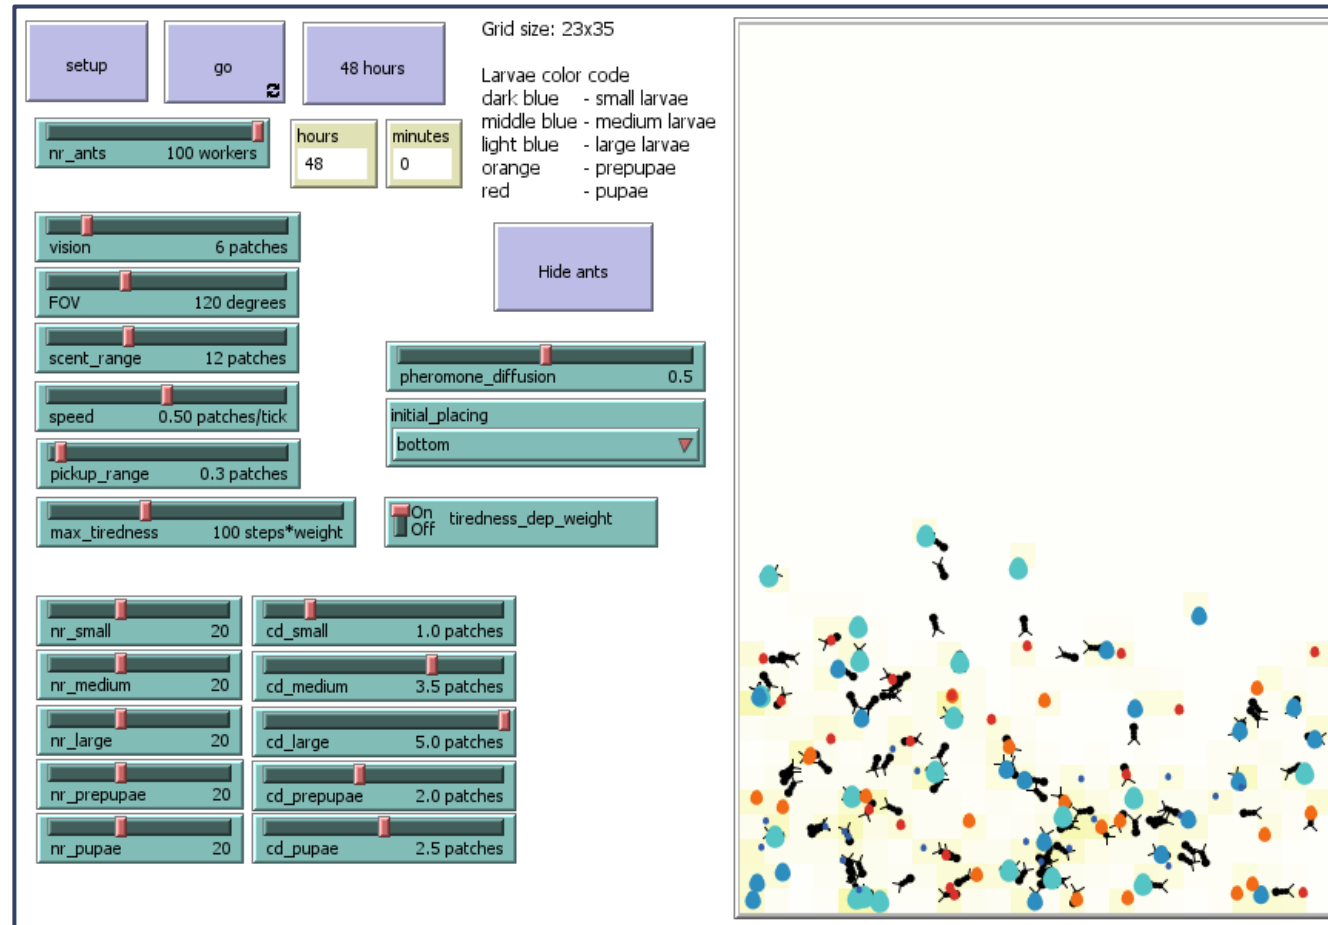 setup
go
48 hours
Grid size: 23x35
Larvae color code
dark blue - small larvae
middle blue - medium larvae
light blue - large larvae
orange - prepupae
red - pupae
nr_ants 100 workers
hours
48
minutes
0
vision 6 patches
FOV 120 degrees
scent_range 12 patches
speed 0.50 patches/tick
pickup_range 0.3 patches
max_tiredness 100 steps*weight
Hide ants
pheromone_diffusion 0.5
initial_placing
bottom
On
Off
tiredness_dep_weight
nr_small 20
cd_small 1.0 patches
nr_medium 20
cd_medium 3.5 patches
nr_large 20
cd_large 5.0 patches
nr_prepupae 20
cd_prepupae 2.0 patches
nr_pupae 20
cd_pupae 2.5 patches